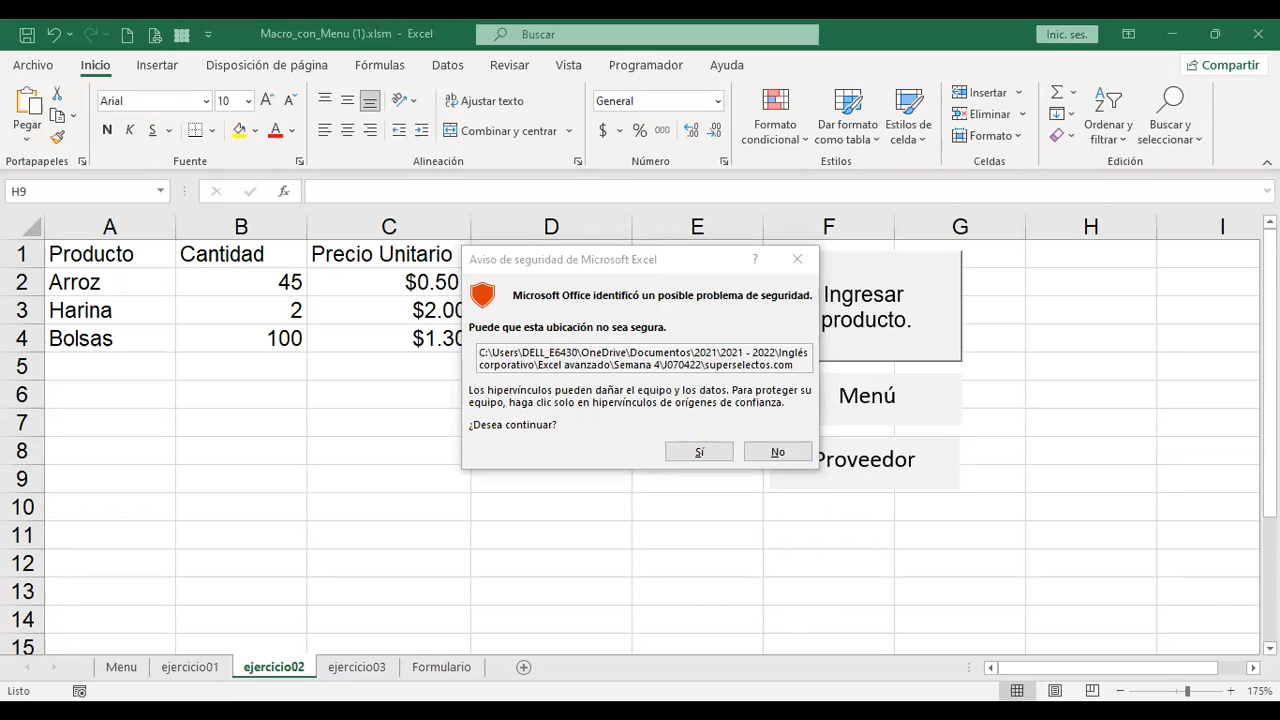 Macro_con_Menu (1).xlsm - Excel
Buscar
Inic. ses.
Archivo Inicio Insertar Disposición de página Fórmulas Datos Revisar Vista Programador Ayuda Compartir
Pegar
Arial 10
N K S
Ajustar texto
Combinar y centrar
General
$ % 000
Formato condicional
Dar formato como tabla
Estilos de celda
Insertar
Eliminar
Formato
Ordenar y filtrar
Buscar y seleccionar
Portapapeles Fuente Alineación Número Estilos Celdas Edición
H9 fx
A B C D E F G H I
1 Producto Cantidad Precio Unitario
2 Arroz 45 $0.50
3 Harina 2 $2.00
4 Bolsas 100 $1.30
5
6
7
8
9
10
11
12
13
14
15
Ingresar
producto.
Menú
Proveedor
Aviso de seguridad de Microsoft Excel ?
Microsoft Office identificó un posible problema de seguridad.
Puede que esta ubicación no sea segura.
C:\Users\DELL_E6430\OneDrive\Documentos\2021\2021 - 2022\Inglés
corporativo\Excel avanzado\Semana 4\J070422\superselectos.com
Los hipervínculos pueden dañar el equipo y los datos. Para proteger su
equipo, haga clic solo en hipervínculos de orígenes de confianza.
¿Desea continuar?
Sí No
Menu ejercicio01 ejercicio02 ejercicio03 Formulario
Listo 175%